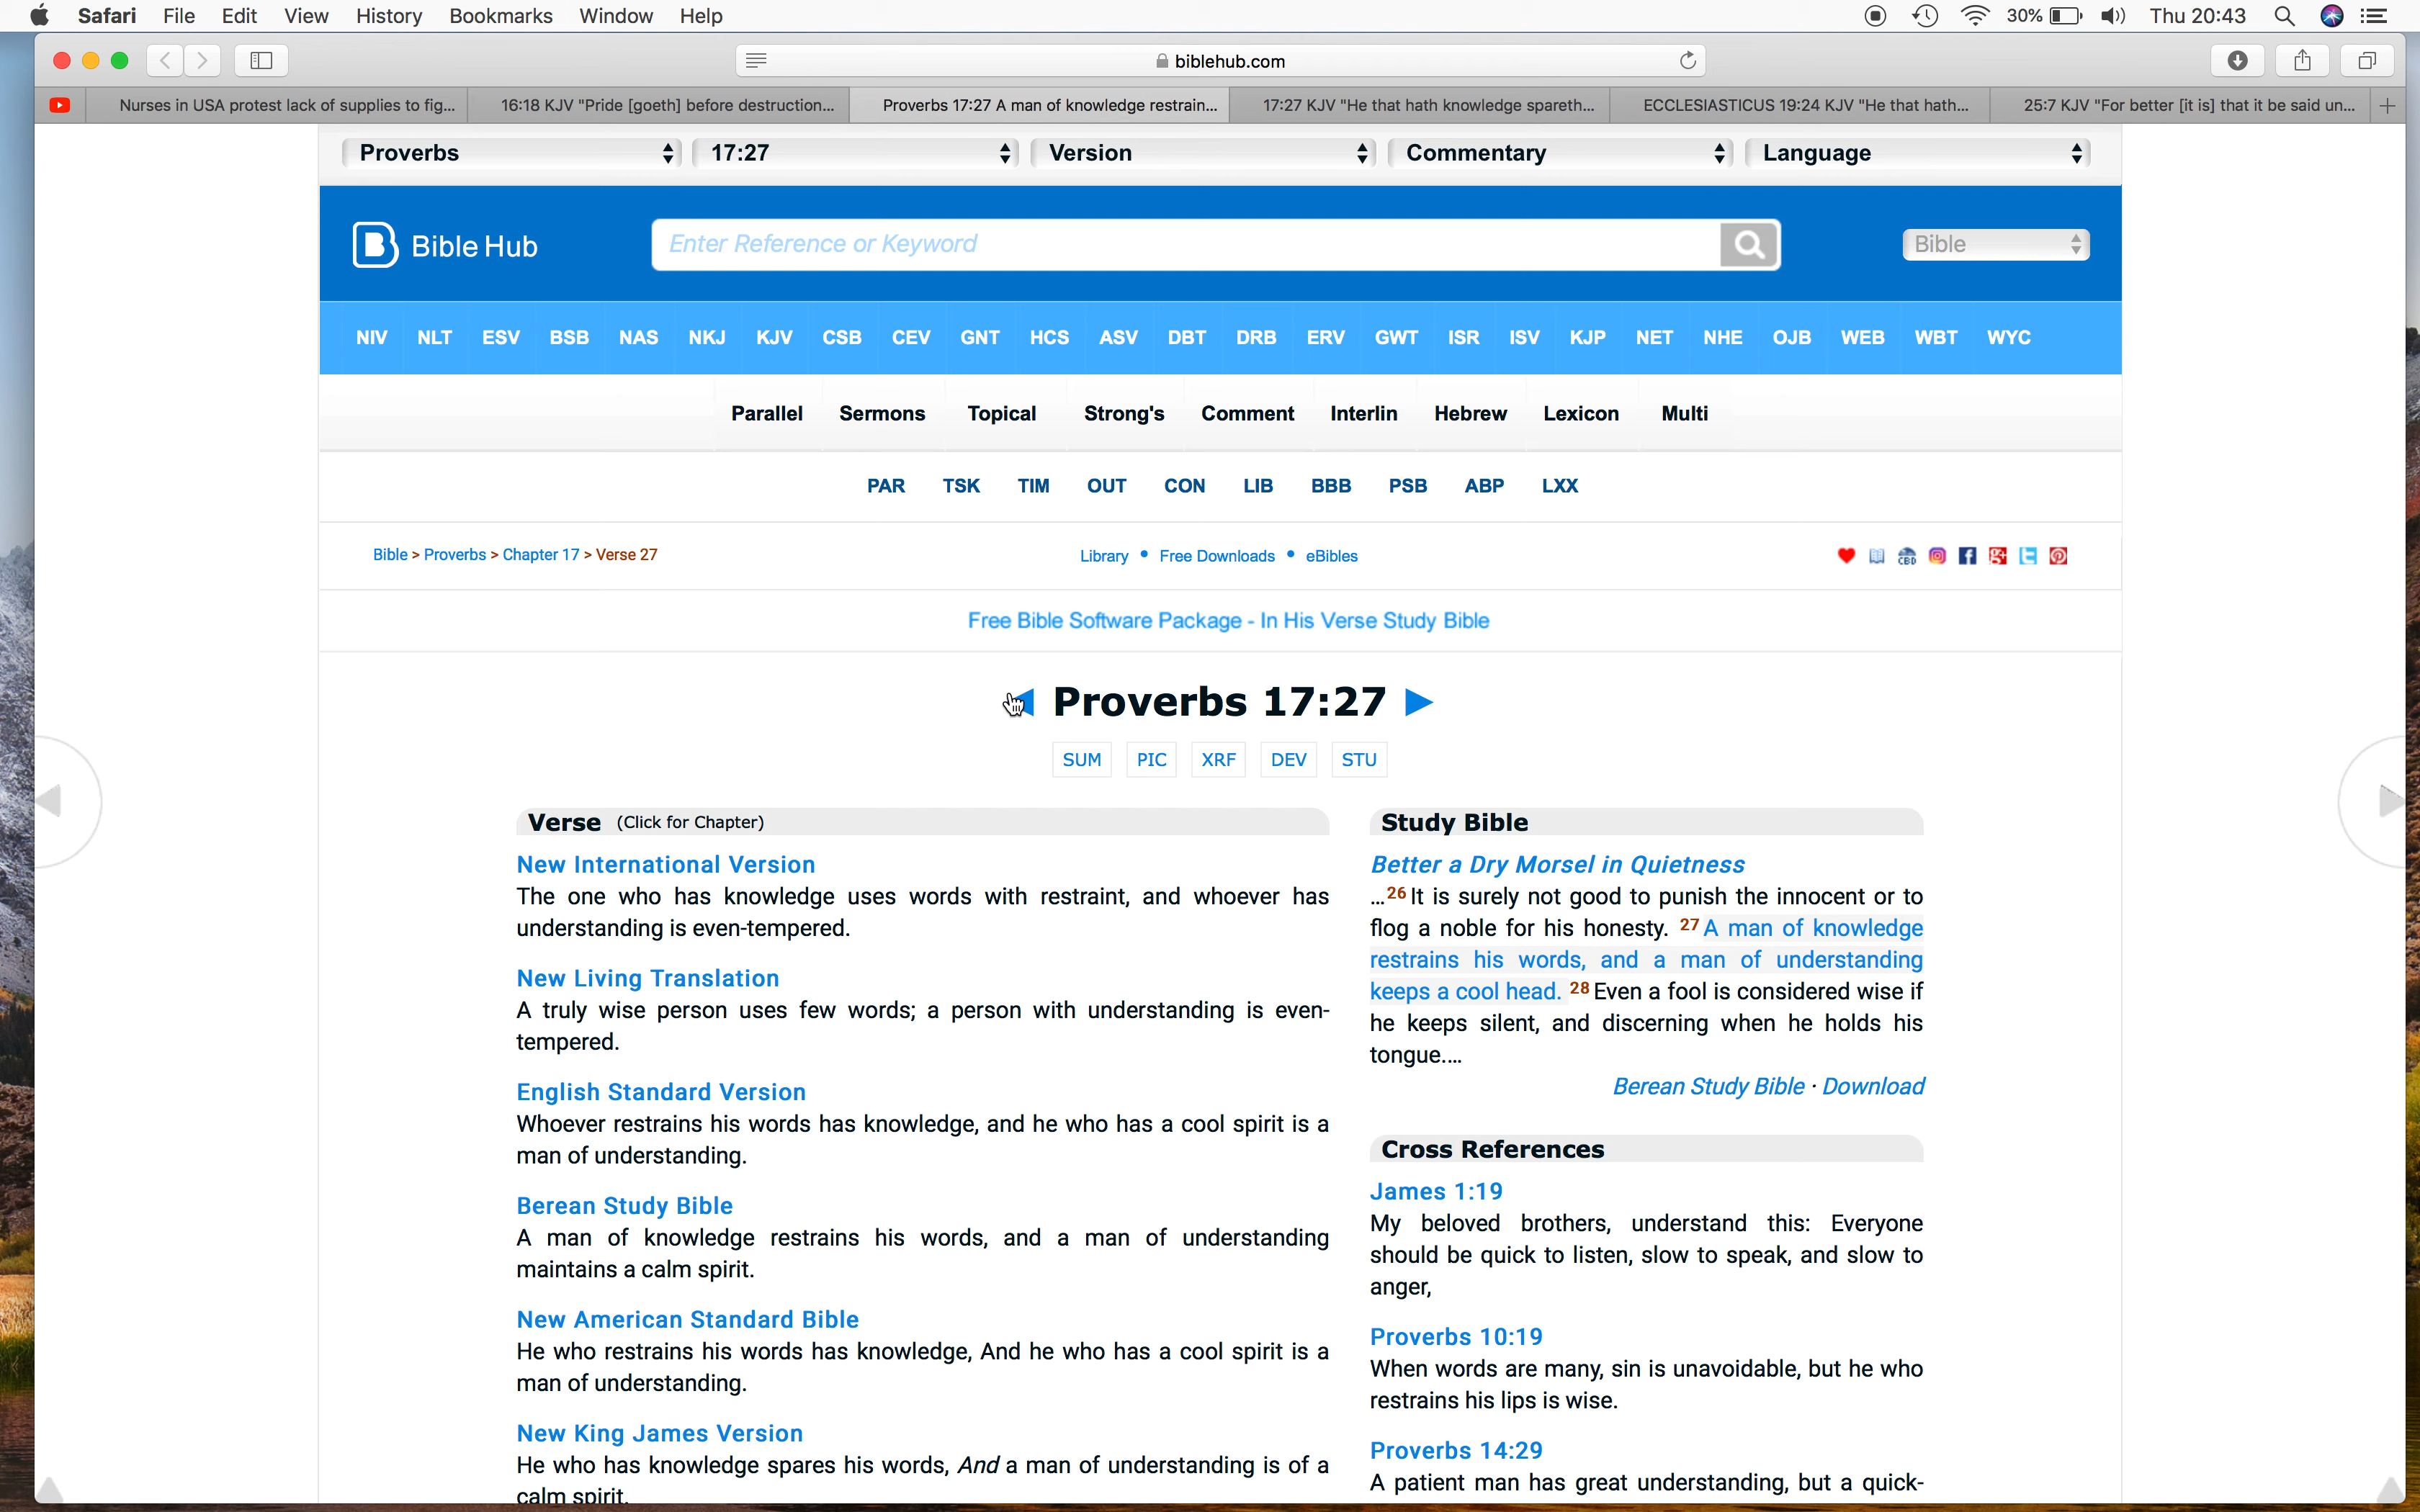 Safari File Edit View History Bookmarks Window Help 30% Thu 20:43
biblehub.com
Nurses in USA protest lack of supplies to fig... 16:18 KJV "Pride [goeth] before destruction... Proverbs 17:27 A man of knowledge restrain... 17:27 KJV "He that hath knowledge spareth... ECCLESIASTICUS 19:24 KJV "He that hath... 25:7 KJV "For better [it is] that it be said un...
Proverbs 17:27 Version Commentary Language
B Bible Hub Enter Reference or Keyword Bible
NIV NLT ESV BSB NAS NKJ KJV CSB CEV GNT HCS ASV DBT DRB ERV GWT ISR ISV KJP NET NHE OJB WEB WBT WYC
Parallel Sermons Topical Strong's Comment Interlin Hebrew Lexicon Multi
PAR TSK TIM OUT CON LIB BBB PSB ABP LXX
Bible > Proverbs > Chapter 17 > Verse 27 Library • Free Downloads • eBibles CBD
Free Bible Software Package - In His Verse Study Bible
Proverbs 17:27
SUM PIC XRF DEV STU
Verse (Click for Chapter)
New International Version
The one who has knowledge uses words with restraint, and whoever has
understanding is even-tempered.
New Living Translation
A truly wise person uses few words; a person with understanding is even-
tempered.
English Standard Version
Whoever restrains his words has knowledge, and he who has a cool spirit is a
man of understanding.
Berean Study Bible
A man of knowledge restrains his words, and a man of understanding
maintains a calm spirit.
New American Standard Bible
He who restrains his words has knowledge, And he who has a cool spirit is a
man of understanding.
New King James Version
He who has knowledge spares his words, And a man of understanding is of a
calm spirit.
Study Bible
Better a Dry Morsel in Quietness
...26 It is surely not good to punish the innocent or to
flog a noble for his honesty. 27 A man of knowledge
restrains his words, and a man of understanding
keeps a cool head. 28 Even a fool is considered wise if
he keeps silent, and discerning when he holds his
tongue....
Berean Study Bible · Download
Cross References
James 1:19
My beloved brothers, understand this: Everyone
should be quick to listen, slow to speak, and slow to
anger,
Proverbs 10:19
When words are many, sin is unavoidable, but he who
restrains his lips is wise.
Proverbs 14:29
A patient man has great understanding, but a quick-